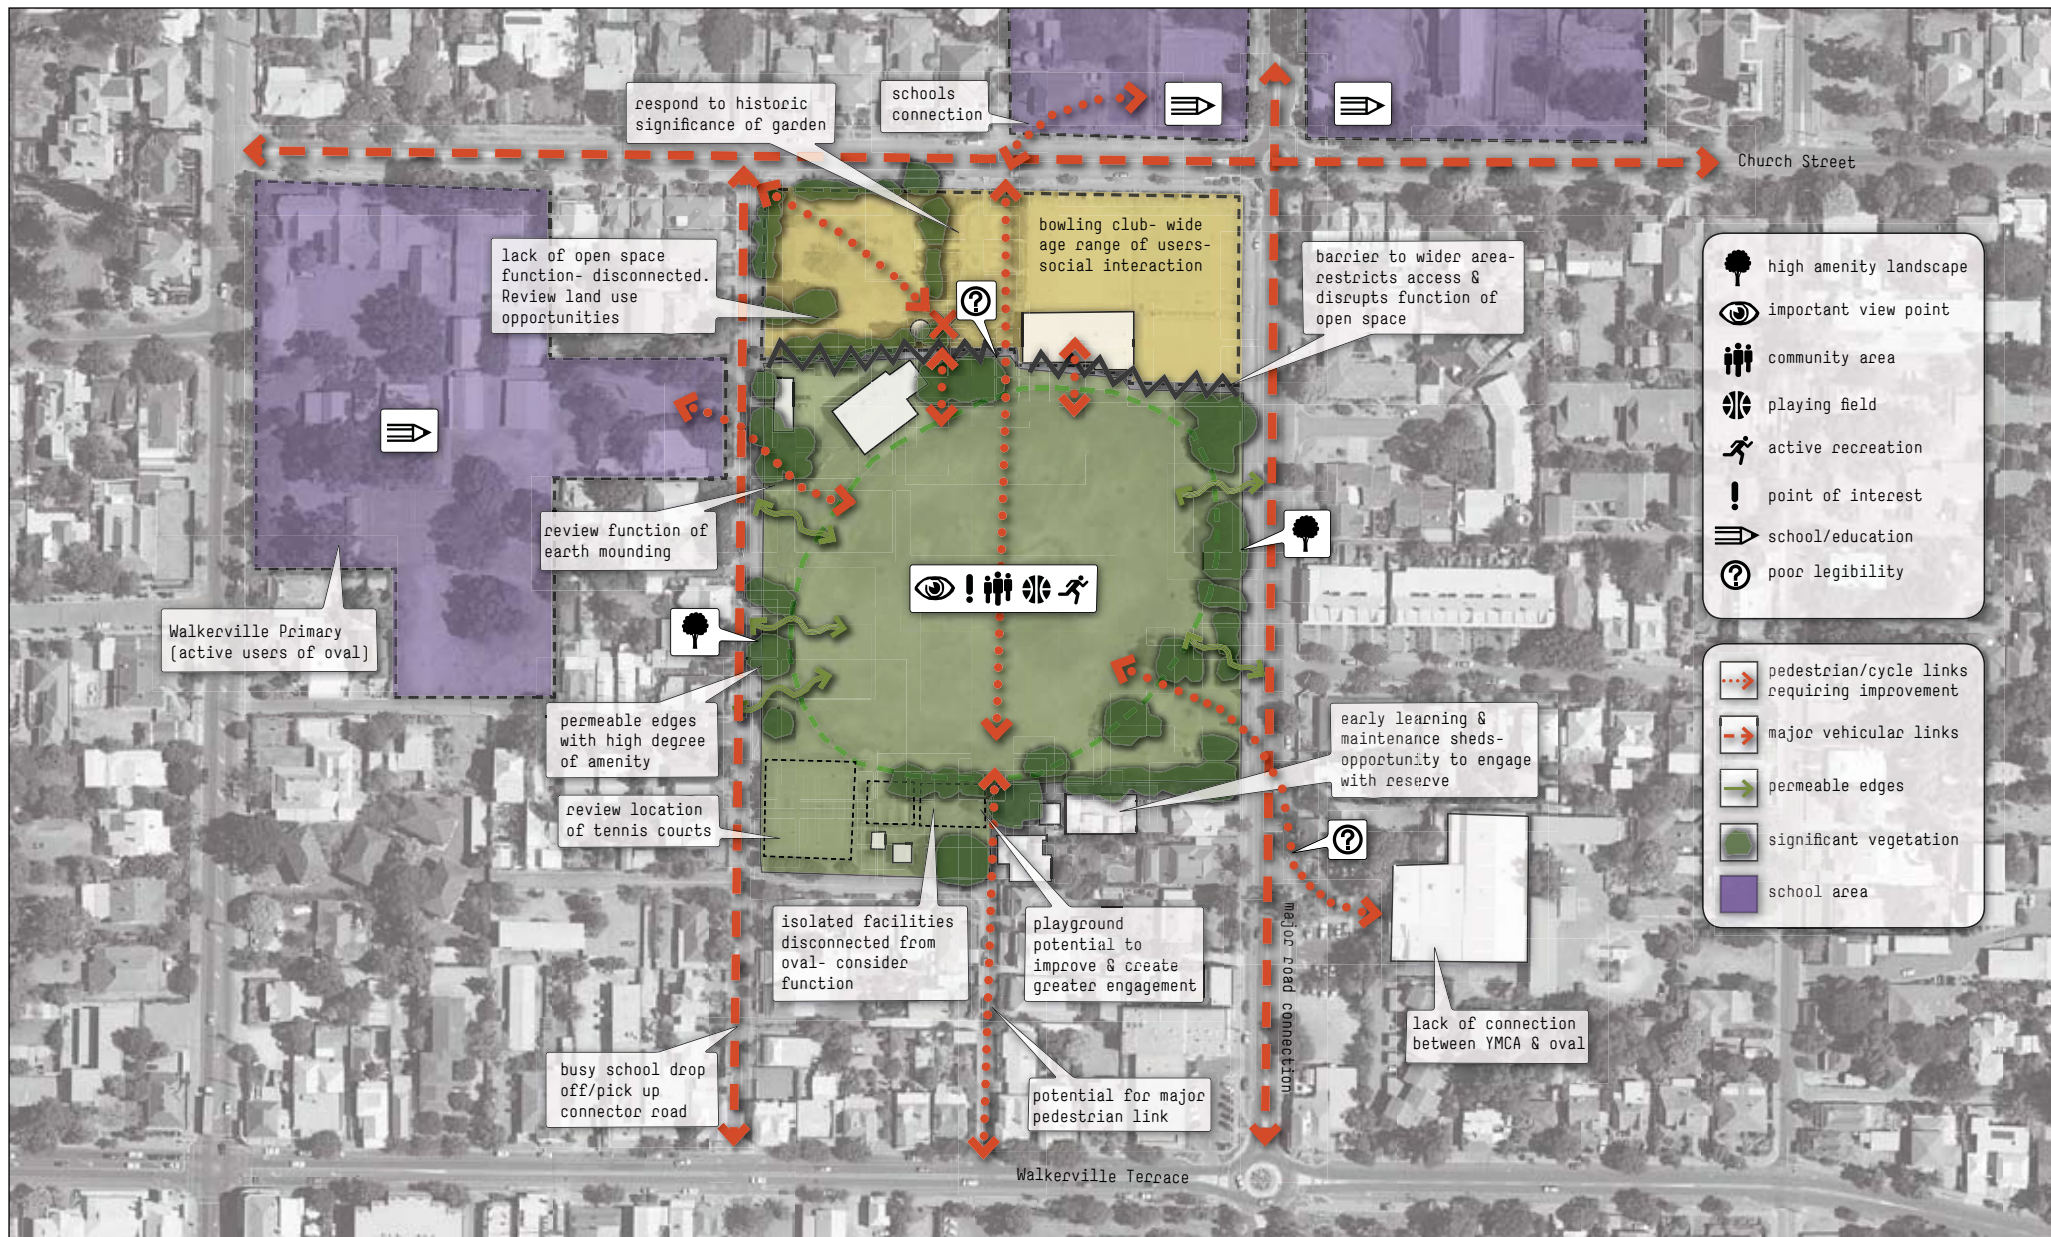 respond to historic
significance of garden
schools
connection
Church Street
bowling club- wide
age range of users-
social interaction
lack of open space
function- disconnected.
Review land use
opportunities
barrier to wider area-
restricts access &
disrupts function of
open space
review function of
earth mounding
Walkerville Primary
(active users of oval)
permeable edges
with high degree
of amenity
review location
of tennis courts
early learning &
maintenance sheds-
opportunity to engage
with reserve
isolated facilities
disconnected from
oval- consider
function
playground
potential to
improve & create
greater engagement
major road connection
lack of connection
between YMCA & oval
busy school drop
off/pick up
connector road
potential for major
pedestrian link
Walkerville Terrace
high amenity landscape
important view point
community area
playing field
active recreation
! point of interest
school/education
? poor legibility
pedestrian/cycle links
requiring improvement
major vehicular links
permeable edges
significant vegetation
school area